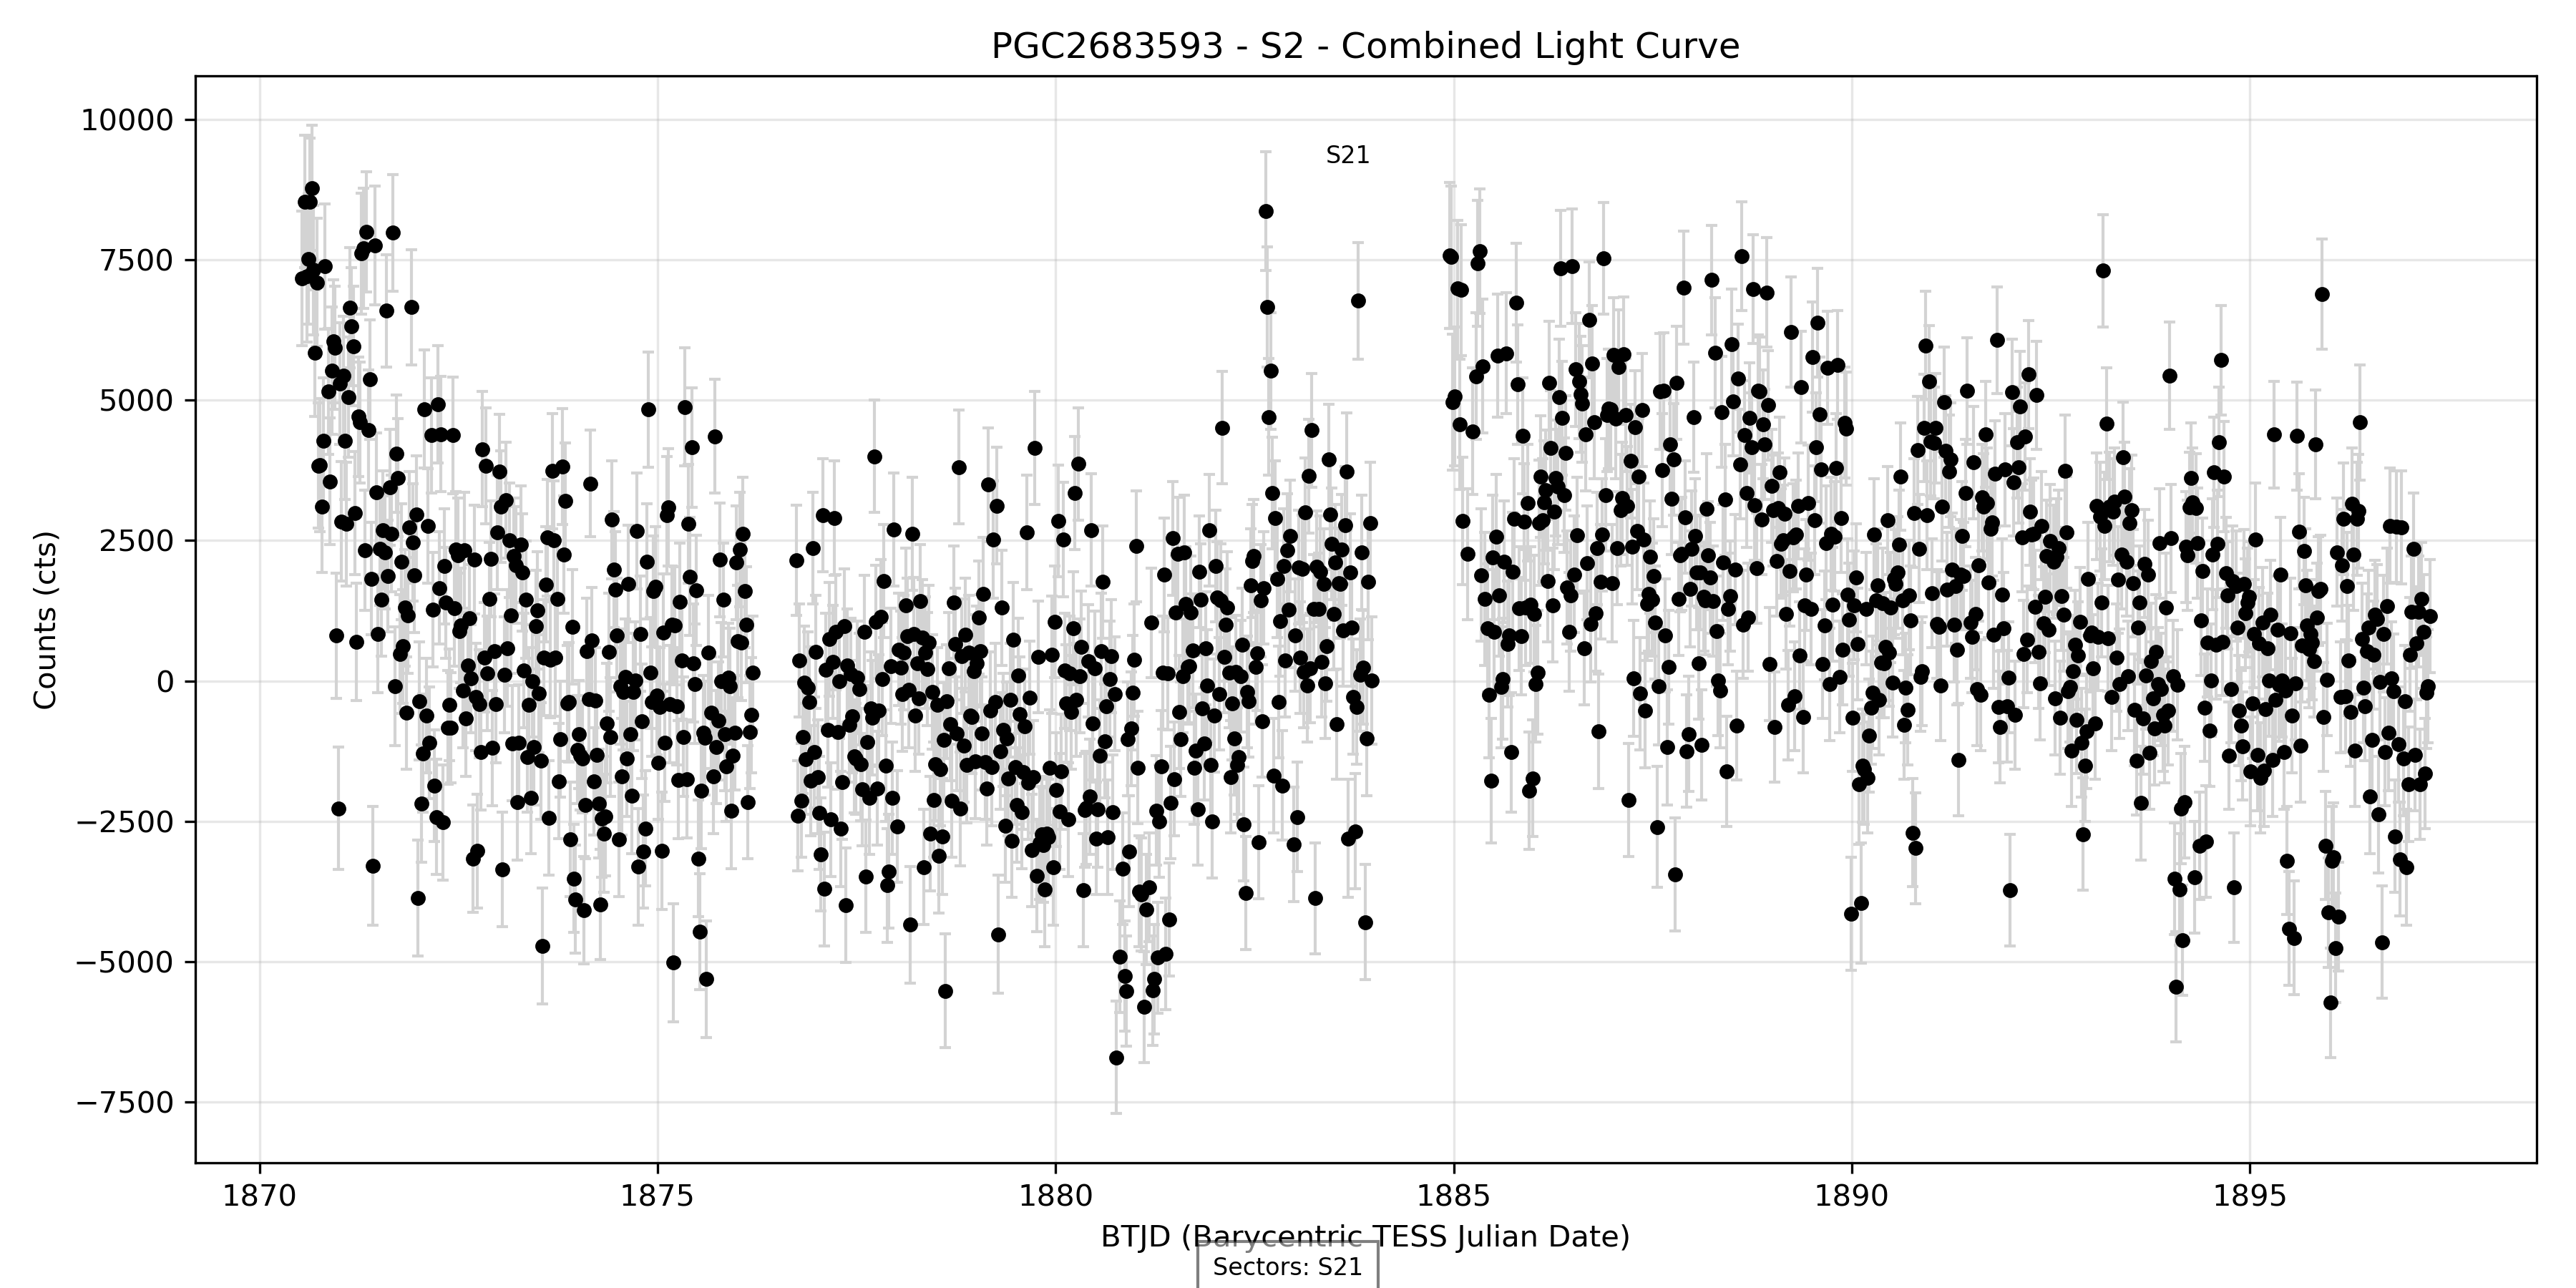 PGC2683593 - S2 - Combined Light Curve
10000
7500
5000
2500
0
−2500
−5000
−7500
Counts (cts)
S21
1870 1875 1880 1885 1890 1895
BTJD (Barycentric TESS Julian Date)
Sectors: S21